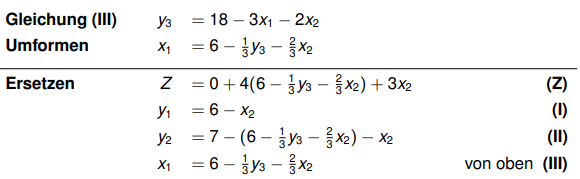 Gleichung (III) y₃ = 18 − 3x₁ − 2x₂
Umformen x₁ = 6 − ⅓y₃ − ⅔x₂
Ersetzen Z = 0 + 4(6 − ⅓y₃ − ⅔x₂) + 3x₂ (Z)
y₁ = 6 − x₂ (I)
y₂ = 7 − (6 − ⅓y₃ − ⅔x₂) − x₂ (II)
x₁ = 6 − ⅓y₃ − ⅔x₂ von oben (III)